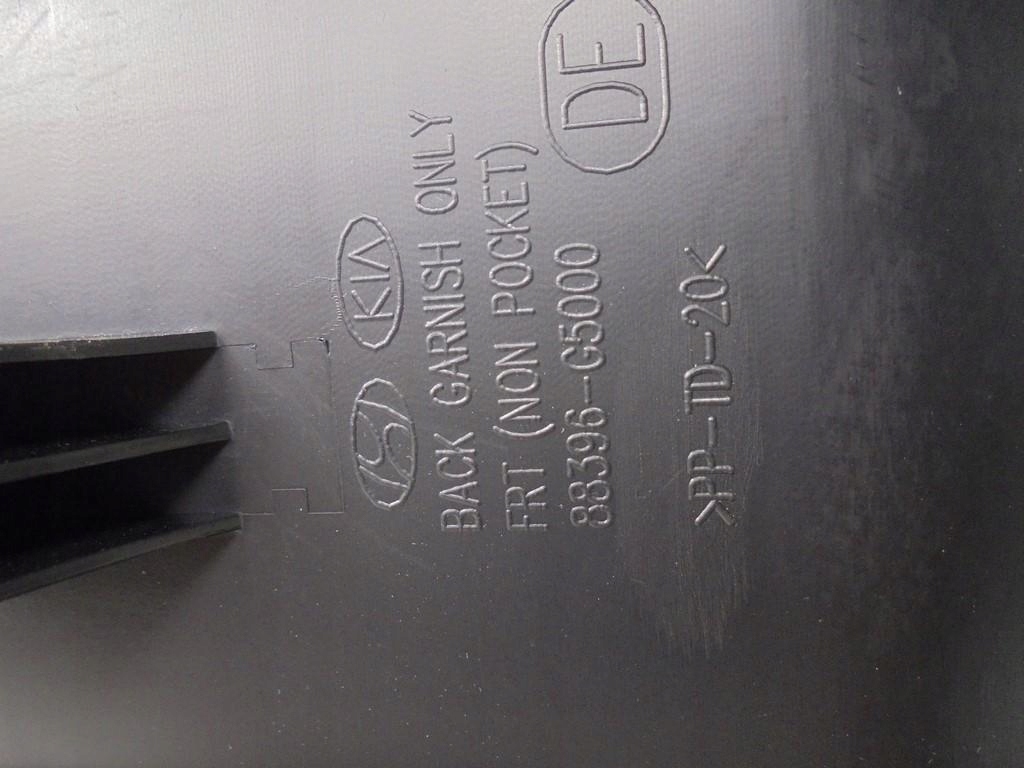 KIA
BACK GARNISH ONLY
FRT (NON POCKET)
88396-G5000
DE
>PP-TD-20<